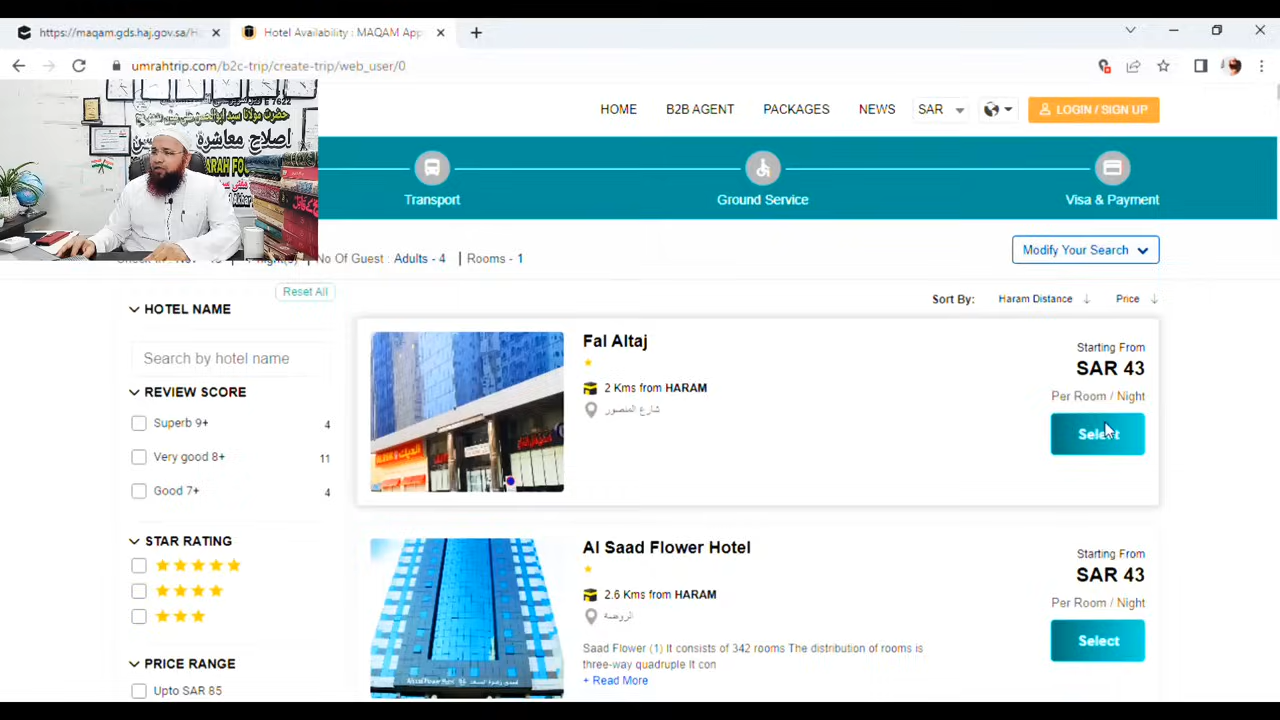 https://maqam.gds.haj.gov.sa/H
Hotel Availability : MAQAM App
umrahtrip.com/b2c-trip/create-trip/web_user/0
HOME
B2B AGENT
PACKAGES
NEWS
SAR
LOGIN / SIGN UP
7622
اصلاح معاشرہ
Transport
Ground Service
Visa & Payment
No Of Guest : Adults - 4 | Rooms - 1
Modify Your Search
Reset All
Sort By: Haram Distance Price
HOTEL NAME
Search by hotel name
REVIEW SCORE
Superb 9+ 4
Very good 8+ 11
Good 7+ 4
STAR RATING
PRICE RANGE
Upto SAR 85
Fal Altaj
2 Kms from HARAM
شارع المنصور
Starting From
SAR 43
Per Room / Night
Select
Al Saad Flower Hotel
2.6 Kms from HARAM
الروضة
Saad Flower (1) It consists of 342 rooms The distribution of rooms is
three-way quadruple It con
+ Read More
Starting From
SAR 43
Per Room / Night
Select